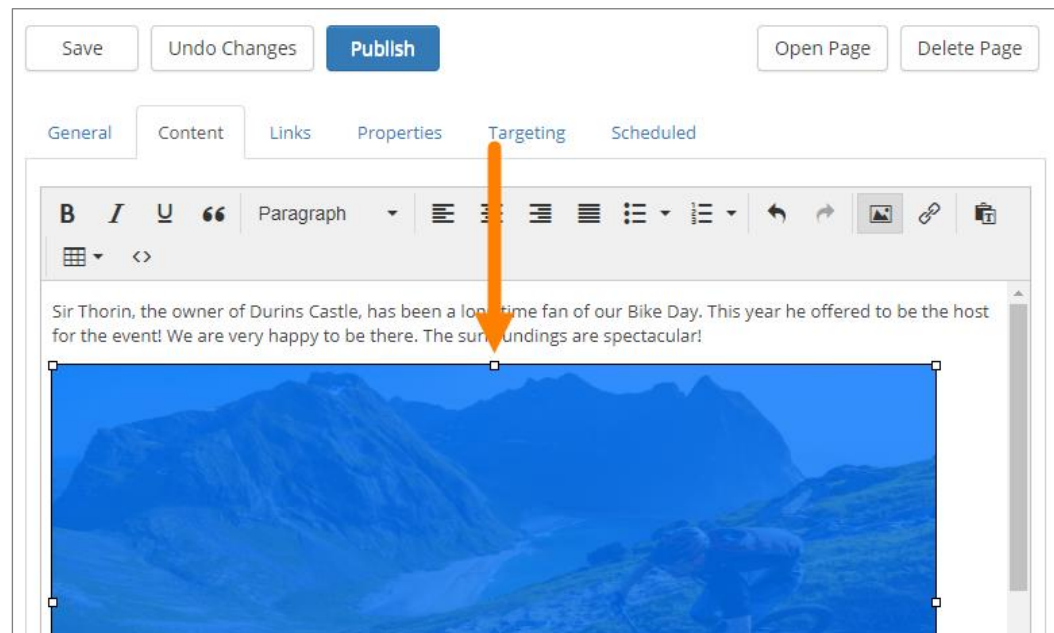 Save Undo Changes Publish Open Page Delete Page
General Content Links Properties Targeting Scheduled
B I U Paragraph
Sir Thorin, the owner of Durins Castle, has been a long time fan of our Bike Day. This year he offered to be the host
for the event! We are very happy to be there. The surroundings are spectacular!